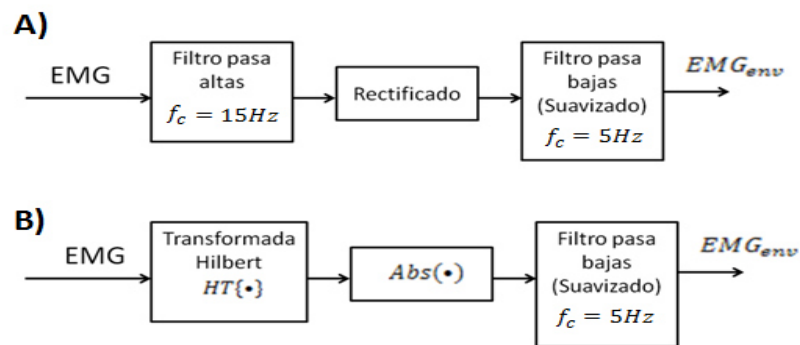 A)
EMG
Filtro pasa
altas
f_c = 15Hz
Rectificado
Filtro pasa
bajas
(Suavizado)
f_c = 5Hz
EMG_env
B)
EMG
Transformada
Hilbert
HT{•}
Abs(•)
Filtro pasa
bajas
(Suavizado)
f_c = 5Hz
EMG_env